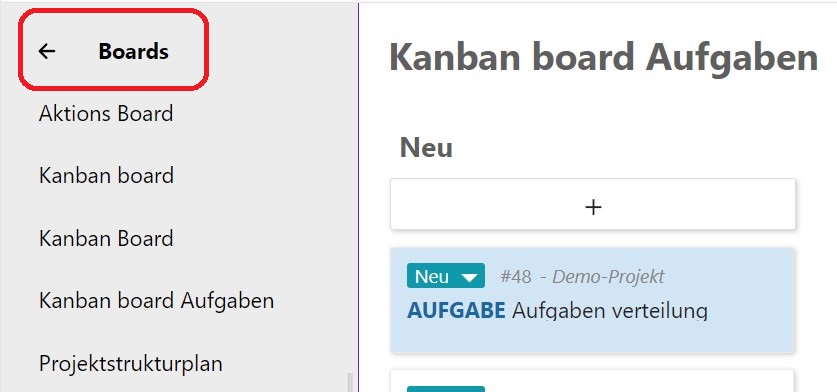 Boards
Aktions Board
Kanban board
Kanban Board
Kanban board Aufgaben
Projektstrukturplan
Kanban board Aufgaben
Neu
+
Neu #48 - Demo-Projekt
AUFGABE Aufgaben verteilung